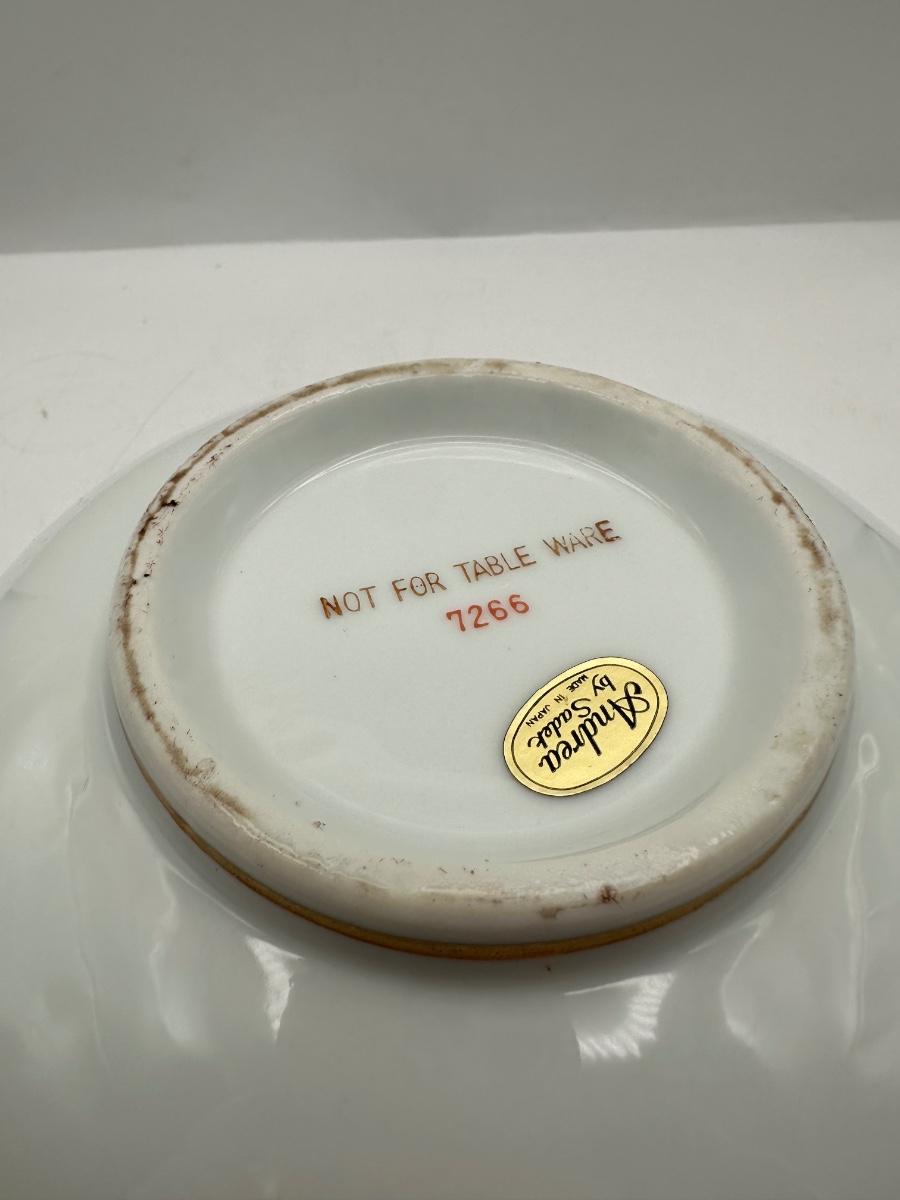 NOT FOR TABLE WARE
7266
Andrea
by Sadek
MADE IN JAPAN